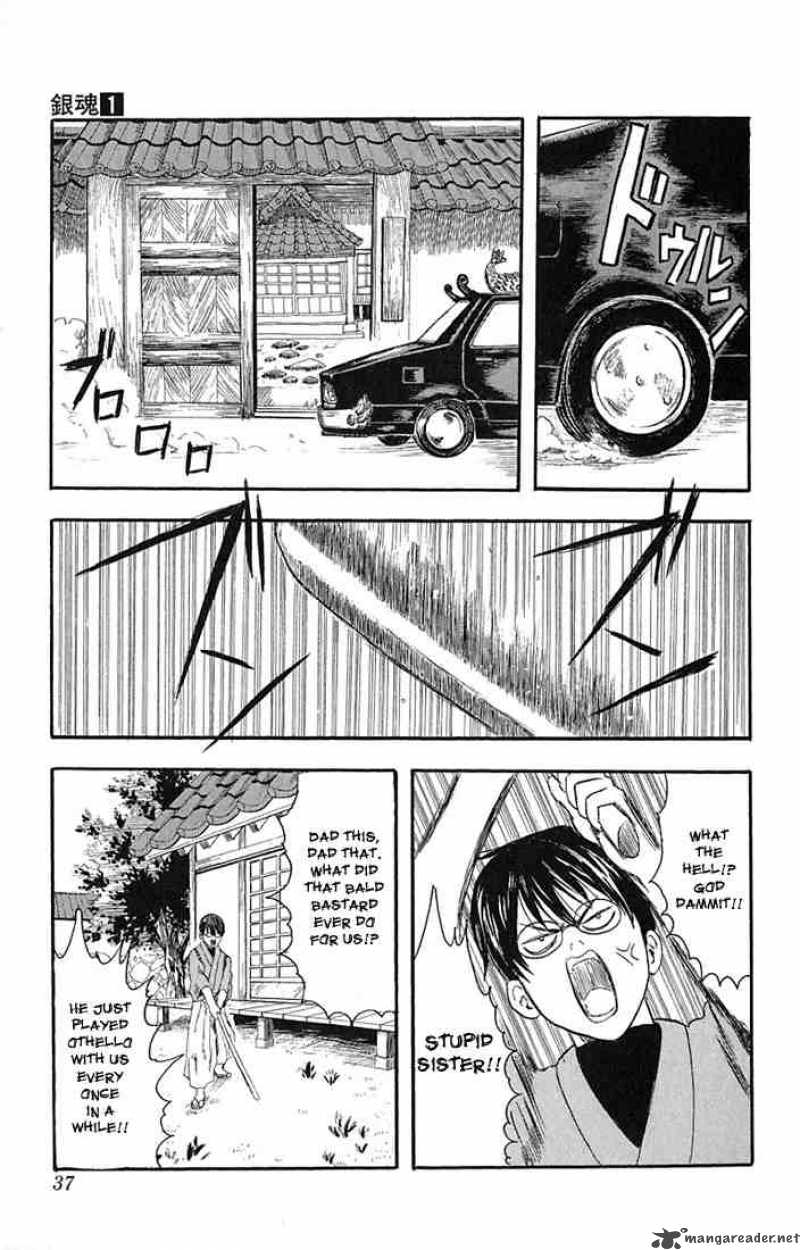 銀魂1
ドゥルン
ブロロロ
WHAT
THE
HELL!?
GOD
DAMMIT!!
STUPID
SISTER!!
DAD THIS,
DAD THAT.
WHAT DID
THAT BALD
BASTARD
EVER DO
FOR US!?
HE JUST
PLAYED
OTHELLO
WITH US
EVERY
ONCE
IN A
WHILE!!
37
mangareader.net